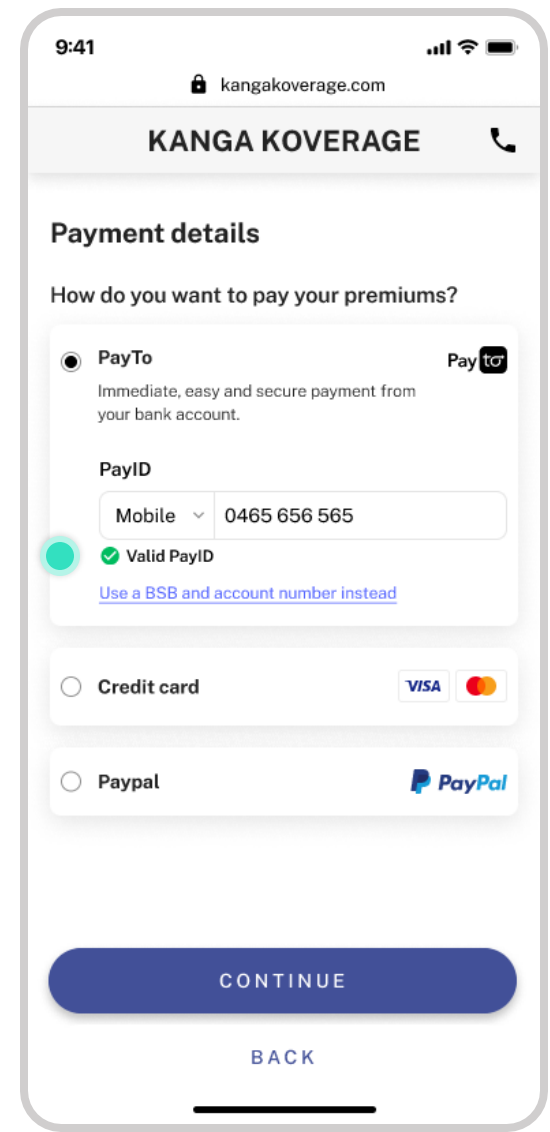 9:41
kangakoverage.com
KANGA KOVERAGE
Payment details
How do you want to pay your premiums?
PayTo
Pay to
Immediate, easy and secure payment from
your bank account.
PayID
Mobile 0465 656 565
Valid PayID
Use a BSB and account number instead
Credit card
VISA
Paypal
PayPal
CONTINUE
BACK